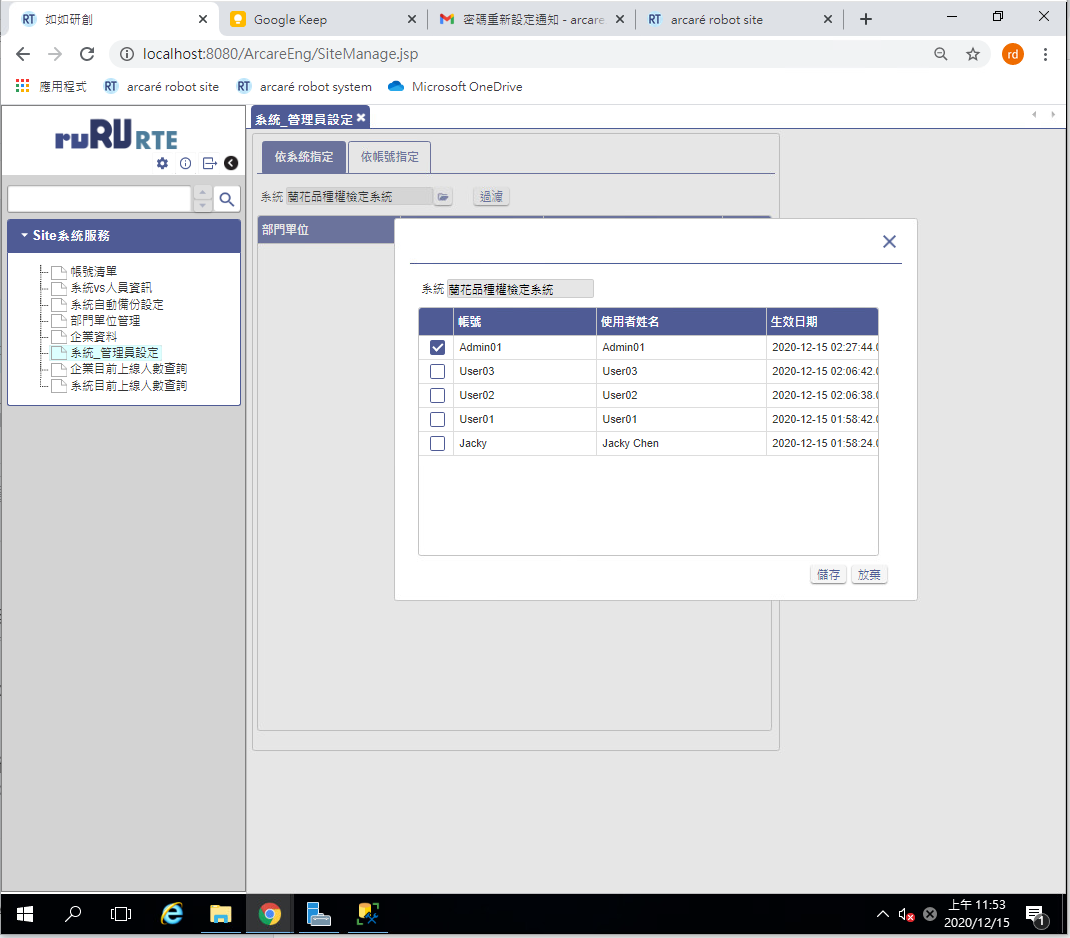 如如研創
Google Keep
密碼重新設定通知 - arcare
arcaré robot site
localhost:8080/ArcareEng/SiteManage.jsp
rd
應用程式
arcaré robot site
arcaré robot system
Microsoft OneDrive
ruRU RTE
系統_管理員設定
依系統指定
依帳號指定
系統 蘭花品種權檢定系統
過濾
Site系統服務
部門單位
帳號清單
系統vs人員資訊
系統自動備份設定
部門單位管理
企業資料
系統_管理員設定
企業目前上線人數查詢
系統目前上線人數查詢
系統 蘭花品種權檢定系統
帳號 使用者姓名 生效日期
Admin01 Admin01 2020-12-15 02:27:44.0
User03 User03 2020-12-15 02:06:42.0
User02 User02 2020-12-15 02:06:38.0
User01 User01 2020-12-15 01:58:42.0
Jacky Jacky Chen 2020-12-15 01:58:24.0
儲存 放棄
上午 11:53
2020/12/15
1